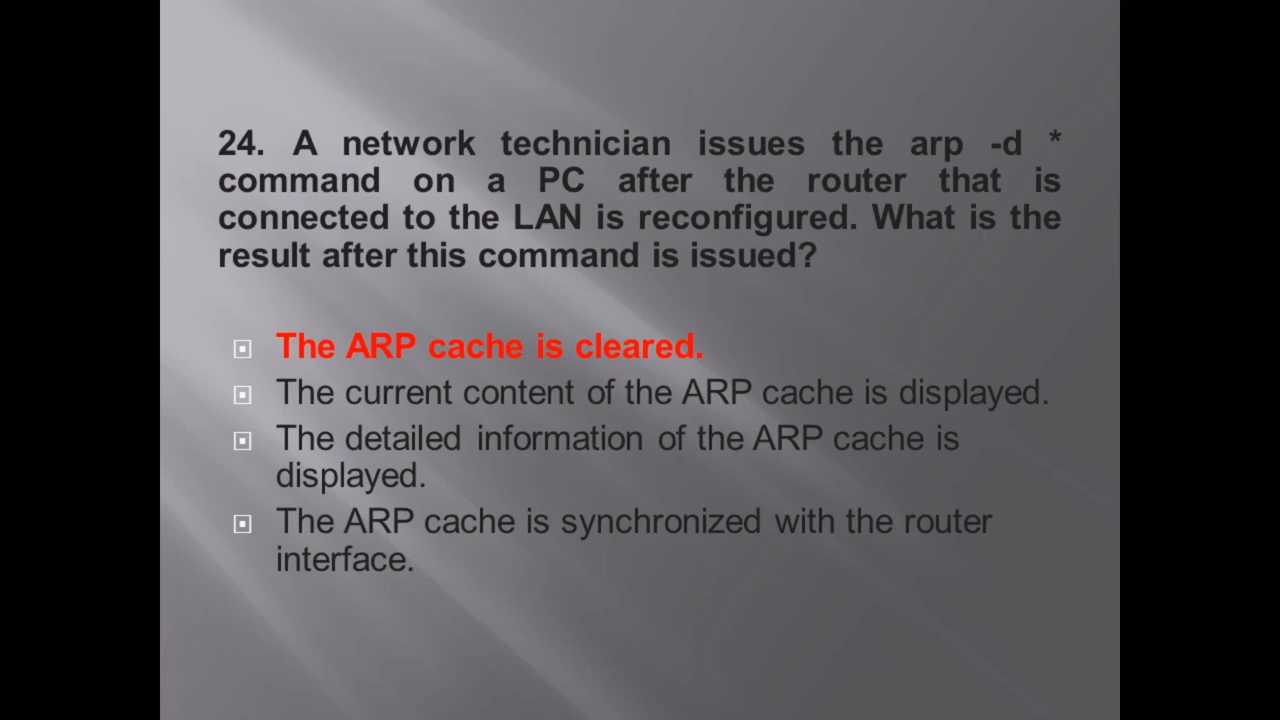 24. A network technician issues the arp -d *
command on a PC after the router that is
connected to the LAN is reconfigured. What is the
result after this command is issued?
The ARP cache is cleared.
The current content of the ARP cache is displayed.
The detailed information of the ARP cache is
displayed.
The ARP cache is synchronized with the router
interface.